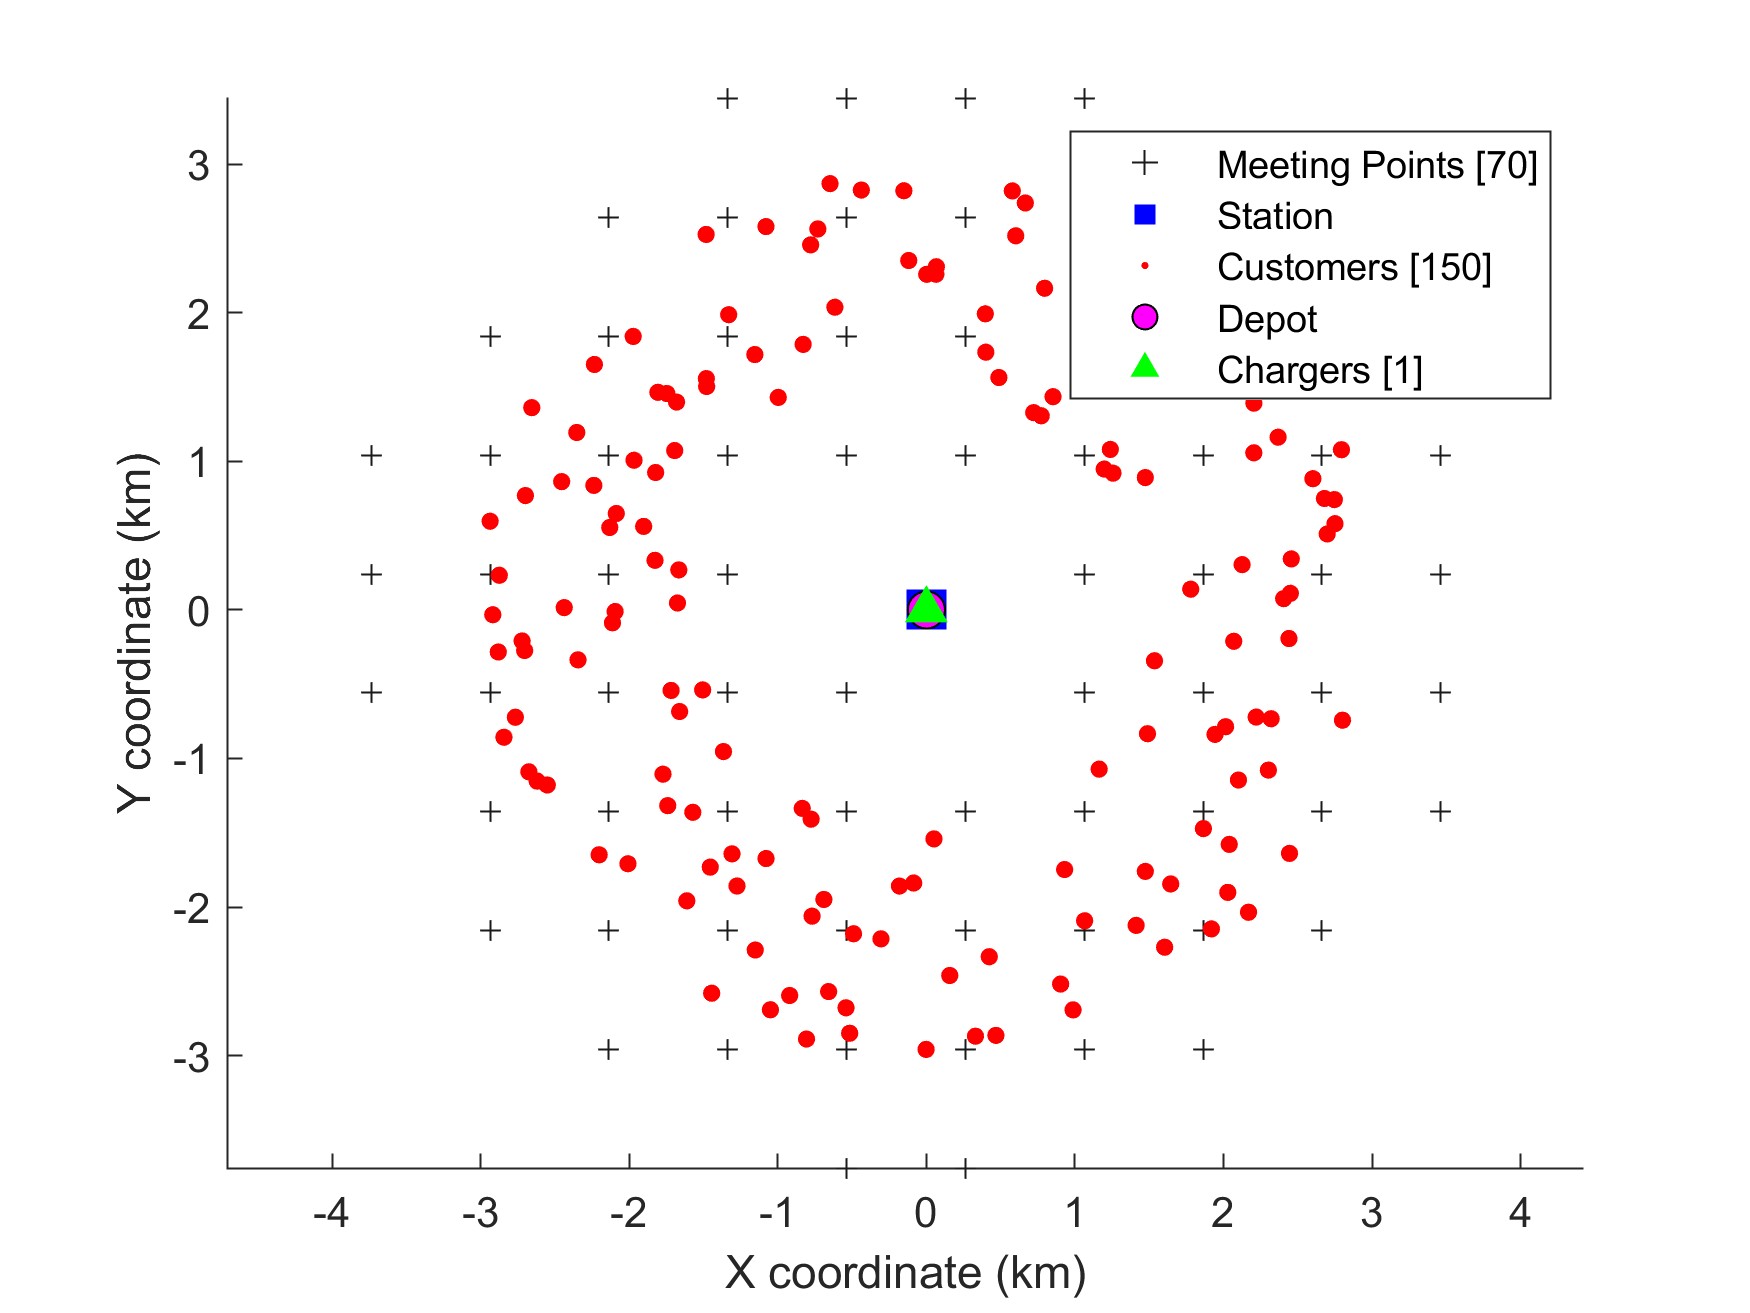 3
2
1
0
-1
-2
-3
Y coordinate (km)
Meeting Points [70]
Station
Customers [150]
Depot
Chargers [1]
-4 -3 -2 -1 0 1 2 3 4
X coordinate (km)